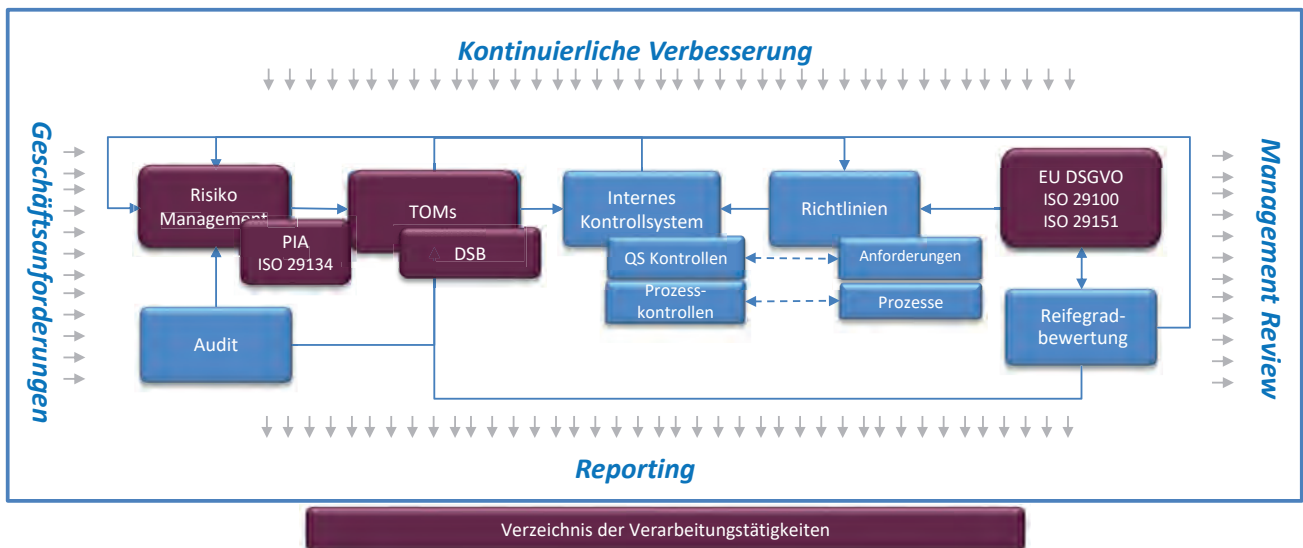 Kontinuierliche Verbesserung
Geschäftsanforderungen
Risiko
Management
PIA
ISO 29134
TOMs
DSB
Internes
Kontrollsystem
QS Kontrollen
Prozess-
kontrollen
Richtlinien
Anforderungen
Prozesse
EU DSGVO
ISO 29100
ISO 29151
Audit
Reifegrad-
bewertung
Management Review
Reporting
Verzeichnis der Verarbeitungstätigkeiten